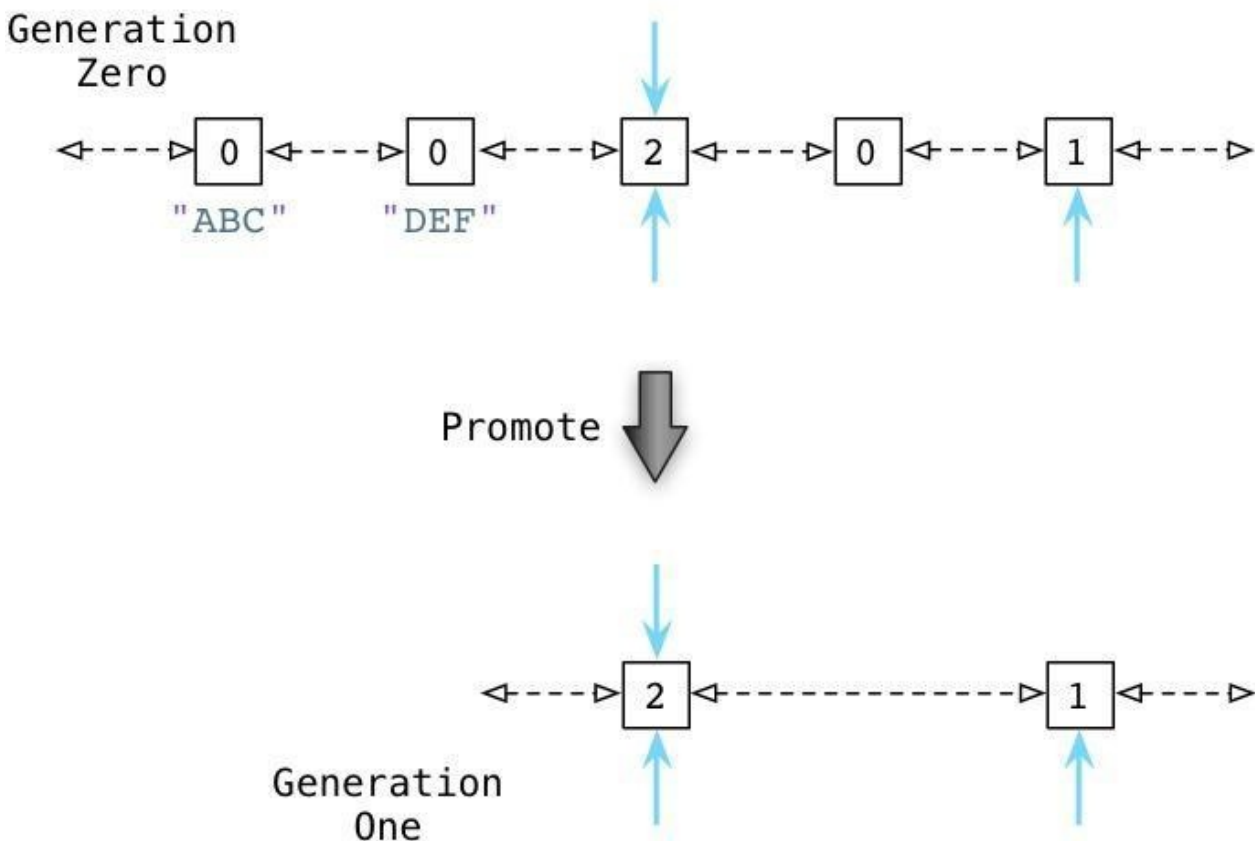 Generation
Zero
0 0 2 0 1
"ABC" "DEF"
Promote
2 1
Generation
One